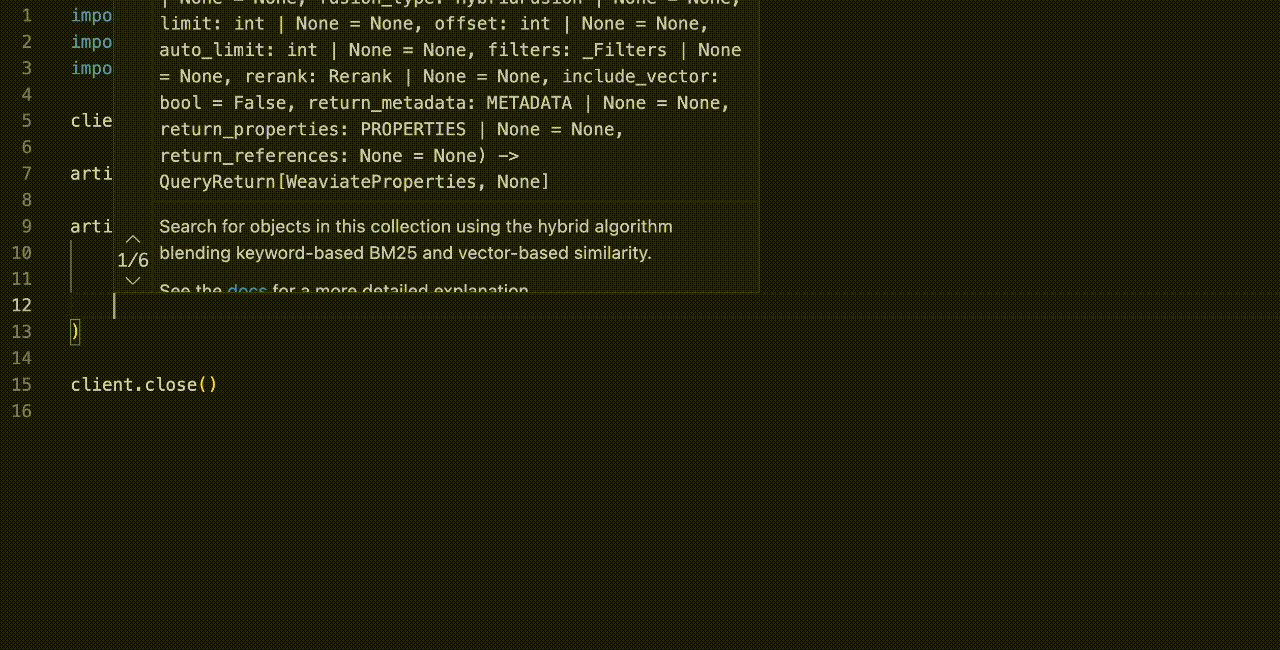 | None = None, fusion_type: HybridFusion | None = None,
1 impo limit: int | None = None, offset: int | None = None,
2 impo auto_limit: int | None = None, filters: _Filters | None
3 impo = None, rerank: Rerank | None = None, include_vector:
4 bool = False, return_metadata: METADATA | None = None,
5 clie return_properties: PROPERTIES | None = None,
6 return_references: None = None) ->
7 arti QueryReturn[WeaviateProperties, None]
8
9 arti Search for objects in this collection using the hybrid algorithm
10 1/6 blending keyword-based BM25 and vector-based similarity.
11 See the docs for a more detailed explanation
12
13 )
14
15 client.close()
16